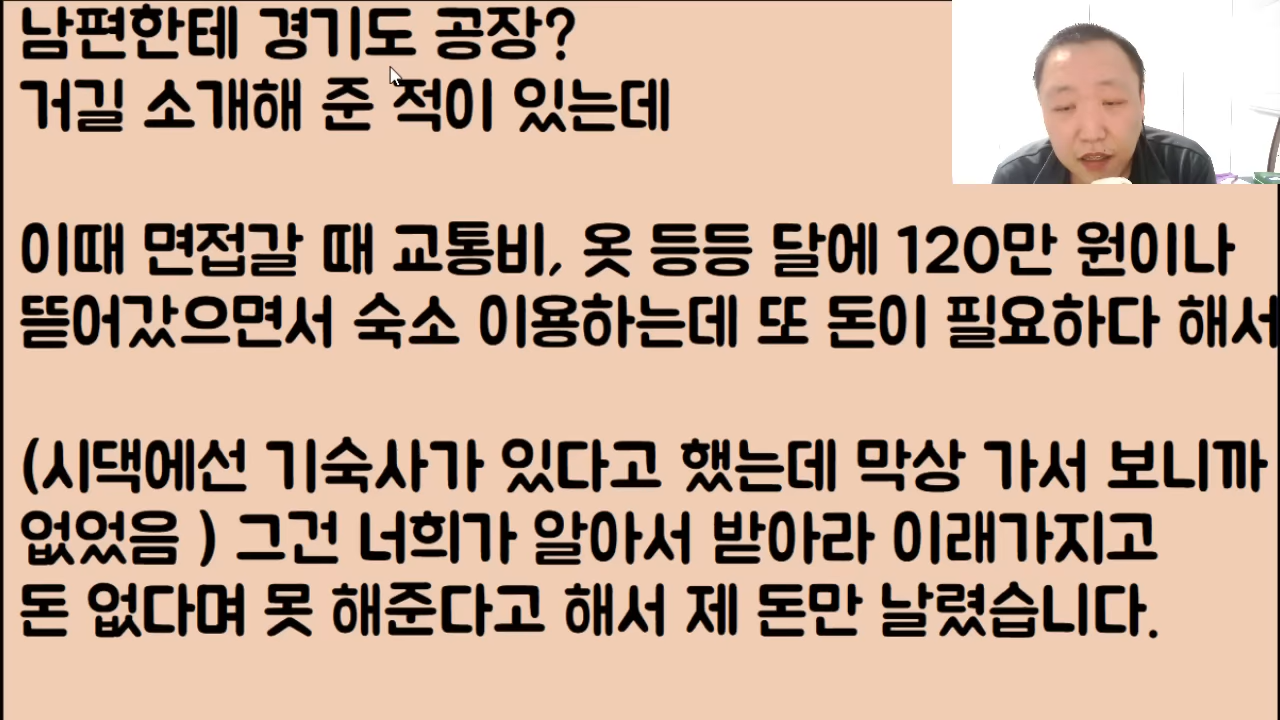 남편한테 경기도 공장?
거길 소개해 준 적이 있는데
이때 면접갈 때 교통비, 옷 등등 달에 120만 원이나
뜯어갔으면서 숙소 이용하는데 또 돈이 필요하다 해서
(시댁에선 기숙사가 있다고 했는데 막상 가서 보니까
없었음 ) 그건 너희가 알아서 받아라 이래가지고
돈 없다며 못 해준다고 해서 제 돈만 날렸습니다.